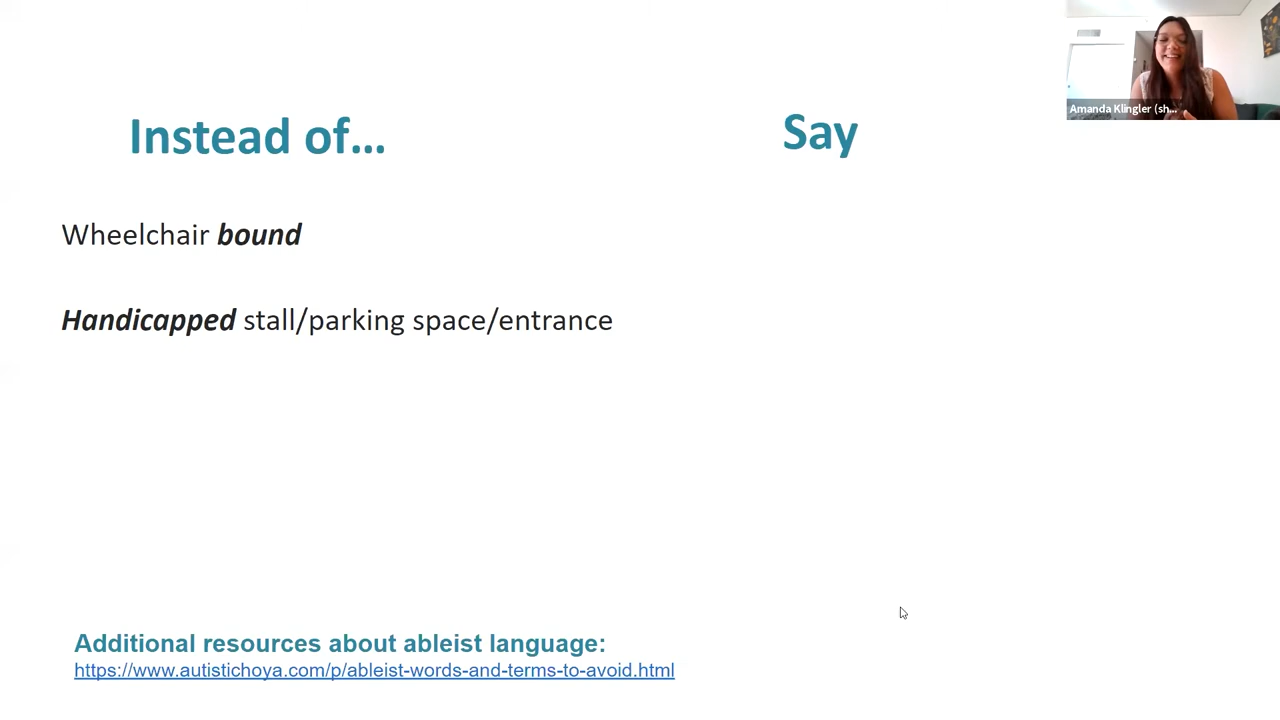 Amanda Klingler (sh...
Instead of...
Say
Wheelchair bound
Handicapped stall/parking space/entrance
Additional resources about ableist language:
https://www.autistichoya.com/p/ableist-words-and-terms-to-avoid.html